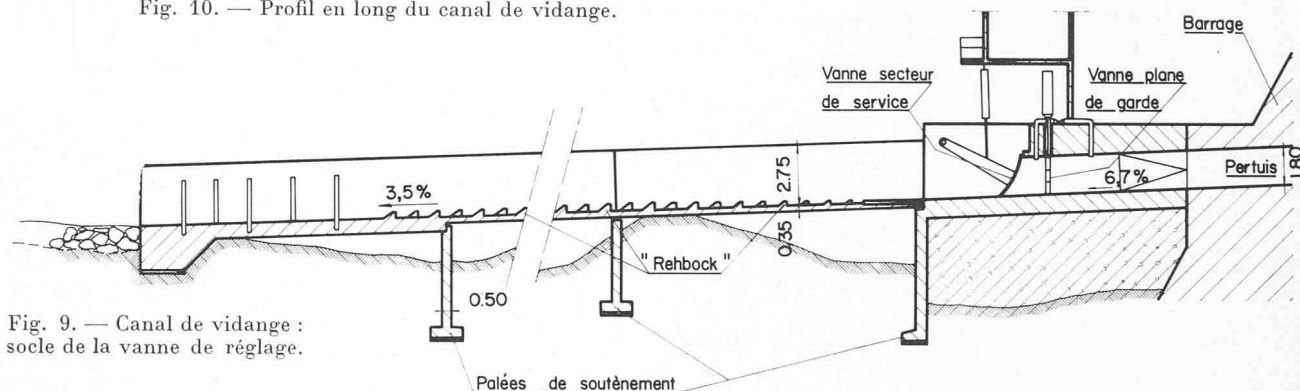 Fig. 10. — Profil en long du canal de vidange.
Barrage
Vanne secteur
de service
Vanne plane
de garde
Pertuis
1,80
6,7%
2.75
3,5%
0.35
"Rehbock"
0.50
Fig. 9. — Canal de vidange :
socle de la vanne de réglage.
Palées de soutènement